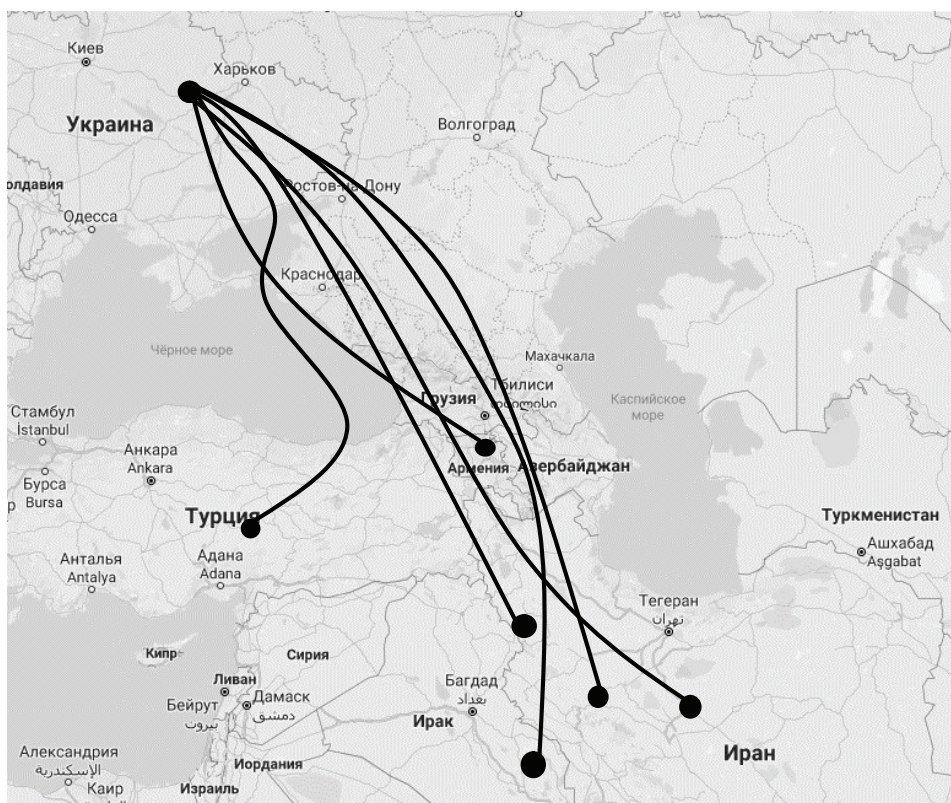 Киев
Харьков
Украина
Волгоград
олдавия
Ростов-на-Дону
Одесса
Краснодар
Чёрное море
Махачкала
Тбилиси
თბილისი
Грузия
Каспийское
море
Стамбул
İstanbul
Анкара
Ankara
Армения
Азербайджан
Бурса
Bursa
р
Турция
Туркменистан
Ашхабад
Aşgabat
Анталья
Antalya
Адана
Adana
Тегеран
تهران
Кипр
Сирия
Ливан
Багдад
بغداد
Бейрут
بيروت
Дамаск
دمشق
Ирак
Иран
Александрия
الإسكندرية
Иордания
Каир
Израиль